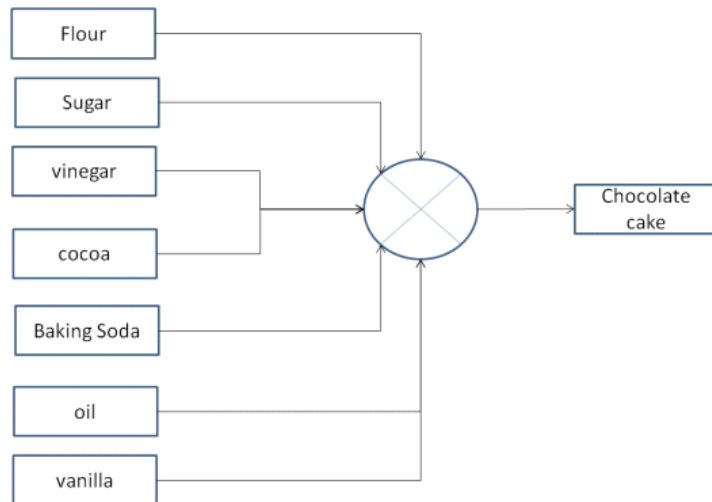 Flour
Sugar
vinegar
cocoa
Baking Soda
oil
vanilla
Chocolate
cake